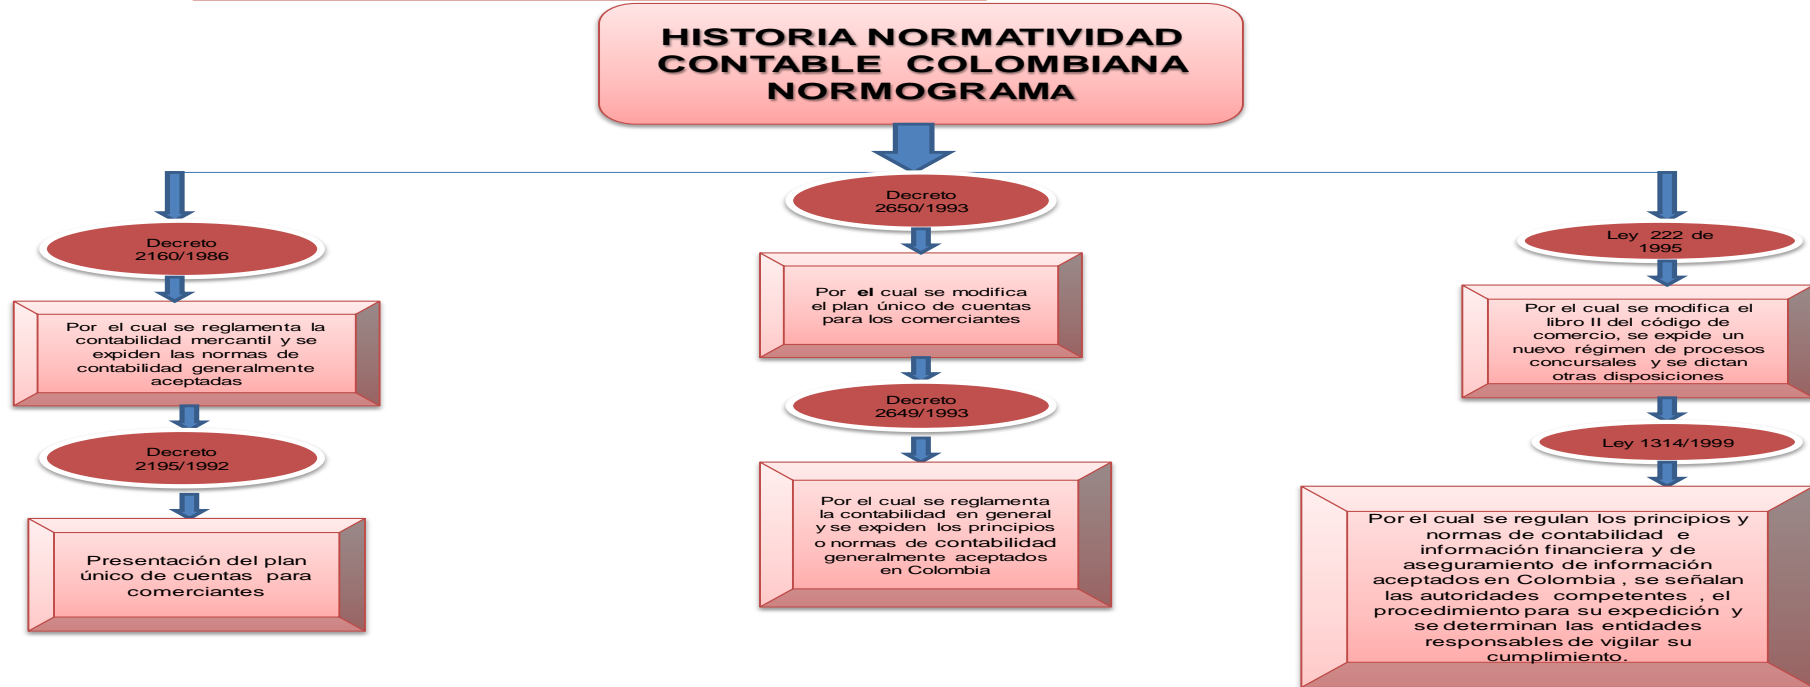 HISTORIA NORMATIVIDAD
CONTABLE COLOMBIANA
NORMOGRAMA
Decreto
2160/1986
Por el cual se reglamenta la
contabilidad mercantil y se
expiden las normas de
contabilidad generalmente
aceptadas
Decreto
2195/1992
Presentación del plan
único de cuentas para
comerciantes
Decreto
2650/1993
Por el cual se modifica
el plan único de cuentas
para los comerciantes
Decreto
2649/1993
Por el cual se reglamenta
la contabilidad en general
y se expiden los principios
o normas de contabilidad
generalmente aceptados
en Colombia
Ley 222 de
1995
Por el cual se modifica el
libro II del código de
comercio, se expide un
nuevo régimen de procesos
concursales y se dictan
otras disposiciones
Ley 1314/1999
Por el cual se regulan los principios y
normas de contabilidad e
información financiera y de
aseguramiento de información
aceptados en Colombia , se señalan
las autoridades competentes , el
procedimiento para su expedición y
se determinan las entidades
responsables de vigilar su
cumplimiento.